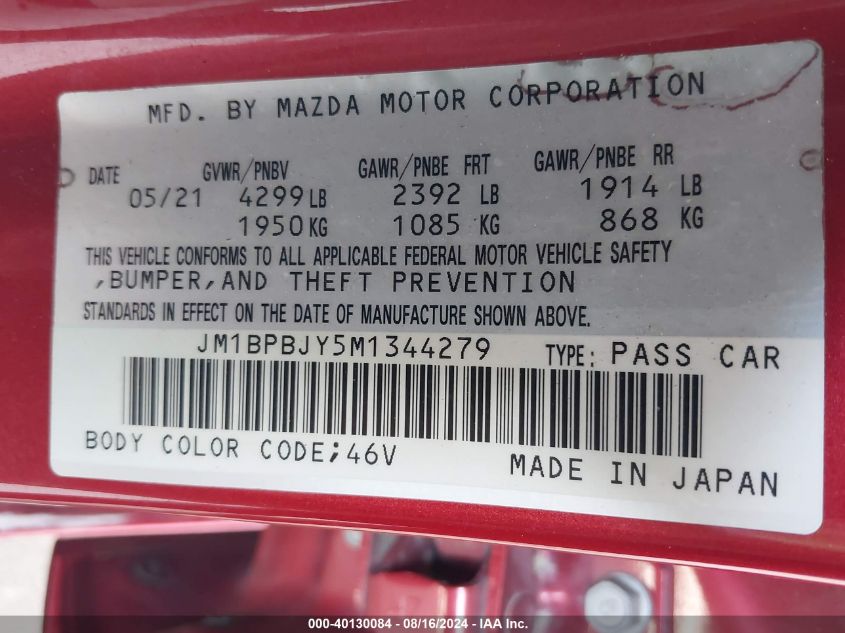 MFD. BY MAZDA MOTOR CORPORATION
DATE GVWR/PNBV GAWR/PNBE FRT GAWR/PNBE RR
05/21 4299 LB 2392 LB 1914 LB
1950 KG 1085 KG 868 KG
THIS VEHICLE CONFORMS TO ALL APPLICABLE FEDERAL MOTOR VEHICLE SAFETY
,BUMPER,AND THEFT PREVENTION
STANDARDS IN EFFECT ON THE DATE OF MANUFACTURE SHOWN ABOVE.
JM1BPBJY5M1344279 TYPE: PASS CAR
BODY COLOR CODE;46V
MADE IN JAPAN
000-40130084 - 08/16/2024 - Copyright IAA, Inc.